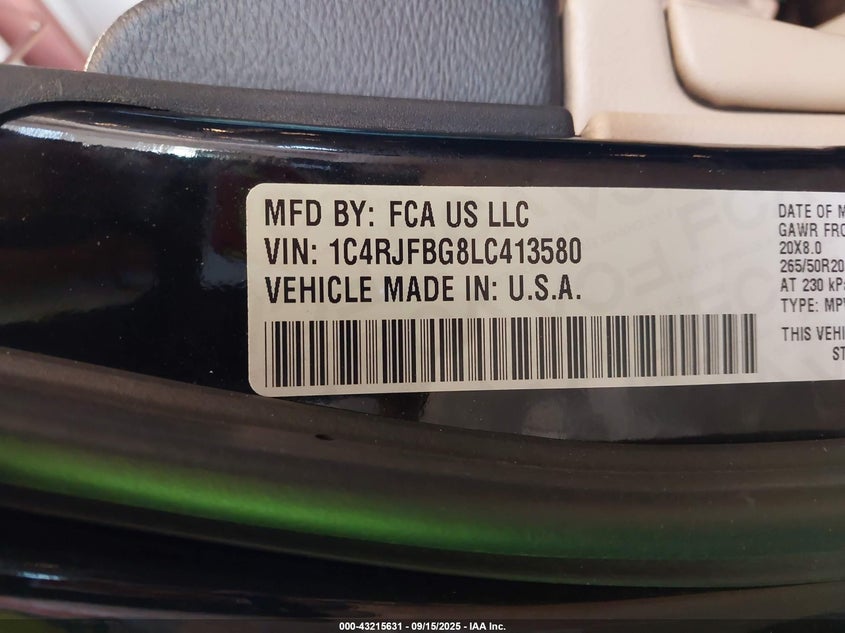 MFD BY: FCA US LLC
VIN: 1C4RJFBG8LC413580
VEHICLE MADE IN: U.S.A.
DATE OF M
GAWR FRO
20X8.0
265/50R20
AT 230 kPa
TYPE: MPV
THIS VEHI
ST
000-43215631 - 09/15/2025 - IAA Inc.